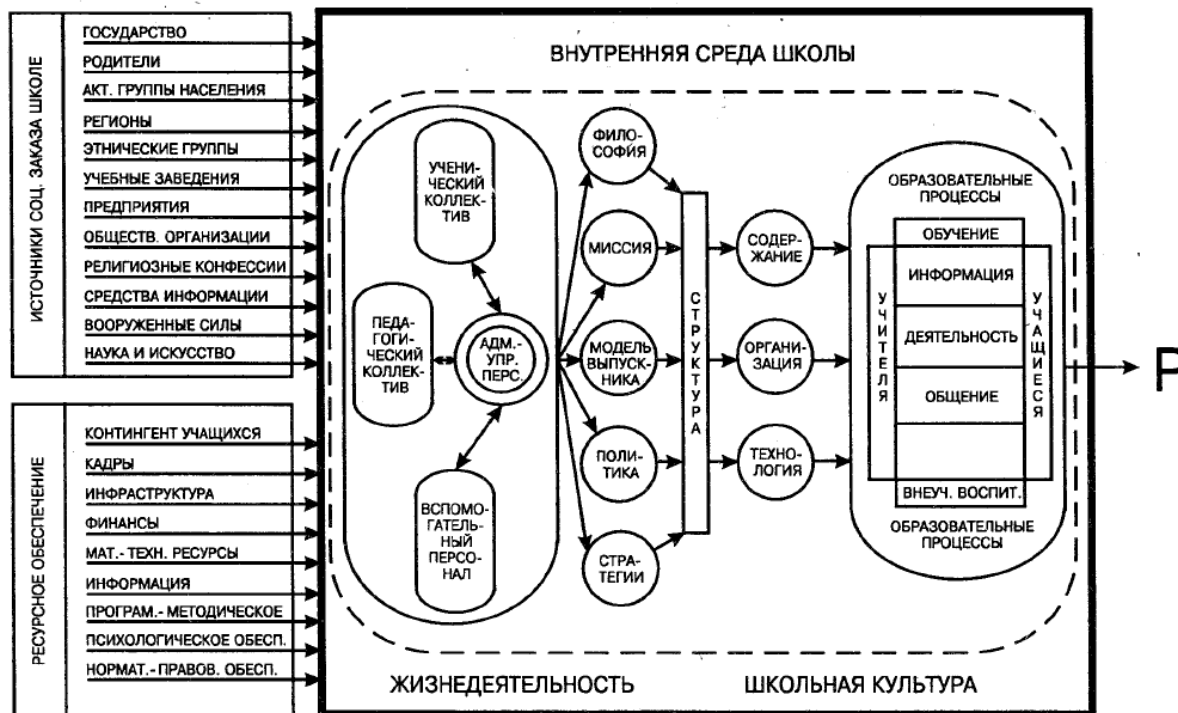 ИСТОЧНИКИ СОЦ. ЗАКАЗА ШКОЛЕ
ГОСУДАРСТВО
РОДИТЕЛИ
АКТ. ГРУППЫ НАСЕЛЕНИЯ
РЕГИОНЫ
ЭТНИЧЕСКИЕ ГРУППЫ
УЧЕБНЫЕ ЗАВЕДЕНИЯ
ПРЕДПРИЯТИЯ
ОБЩЕСТВ. ОРГАНИЗАЦИИ
РЕЛИГИОЗНЫЕ КОНФЕССИИ
СРЕДСТВА ИНФОРМАЦИИ
ВООРУЖЕННЫЕ СИЛЫ
НАУКА И ИСКУССТВО
РЕСУРСНОЕ ОБЕСПЕЧЕНИЕ
КОНТИНГЕНТ УЧАЩИХСЯ
КАДРЫ
ИНФРАСТРУКТУРА
ФИНАНСЫ
МАТ.- ТЕХН. РЕСУРСЫ
ИНФОРМАЦИЯ
ПРОГРАМ.- МЕТОДИЧЕСКОЕ
ПСИХОЛОГИЧЕСКОЕ ОБЕСП.
НОРМАТ.- ПРАВОВ. ОБЕСП.
ВНУТРЕННЯЯ СРЕДА ШКОЛЫ
УЧЕНИ-
ЧЕСКИЙ
КОЛЛЕК-
ТИВ
ПЕДА-
ГОГИ-
ЧЕСКИЙ
КОЛЛЕКТИВ
АДМ.-
УПР.
ПЕРС.
ВСПОМО-
ГАТЕЛЬ-
НЫЙ
ПЕРСО-
НАЛ
ФИЛО-
СОФИЯ
МИССИЯ
МОДЕЛЬ
ВЫПУСК-
НИКА
ПОЛИ-
ТИКА
СТРА-
ТЕГИИ
СТРУКТУРА
СОДЕР-
ЖАНИЕ
ОРГАНИ-
ЗАЦИЯ
ТЕХНО-
ЛОГИЯ
ОБРАЗОВАТЕЛЬНЫЕ
ПРОЦЕССЫ
ОБУЧЕНИЕ
УЧИТЕЛЯ
ИНФОРМАЦИЯ
ДЕЯТЕЛЬНОСТЬ
ОБЩЕНИЕ
УЧАЩИЕСЯ
ВНЕУЧ. ВОСПИТ.
ОБРАЗОВАТЕЛЬНЫЕ
ПРОЦЕССЫ
Р
ЖИЗНЕДЕЯТЕЛЬНОСТЬ
ШКОЛЬНАЯ КУЛЬТУРА